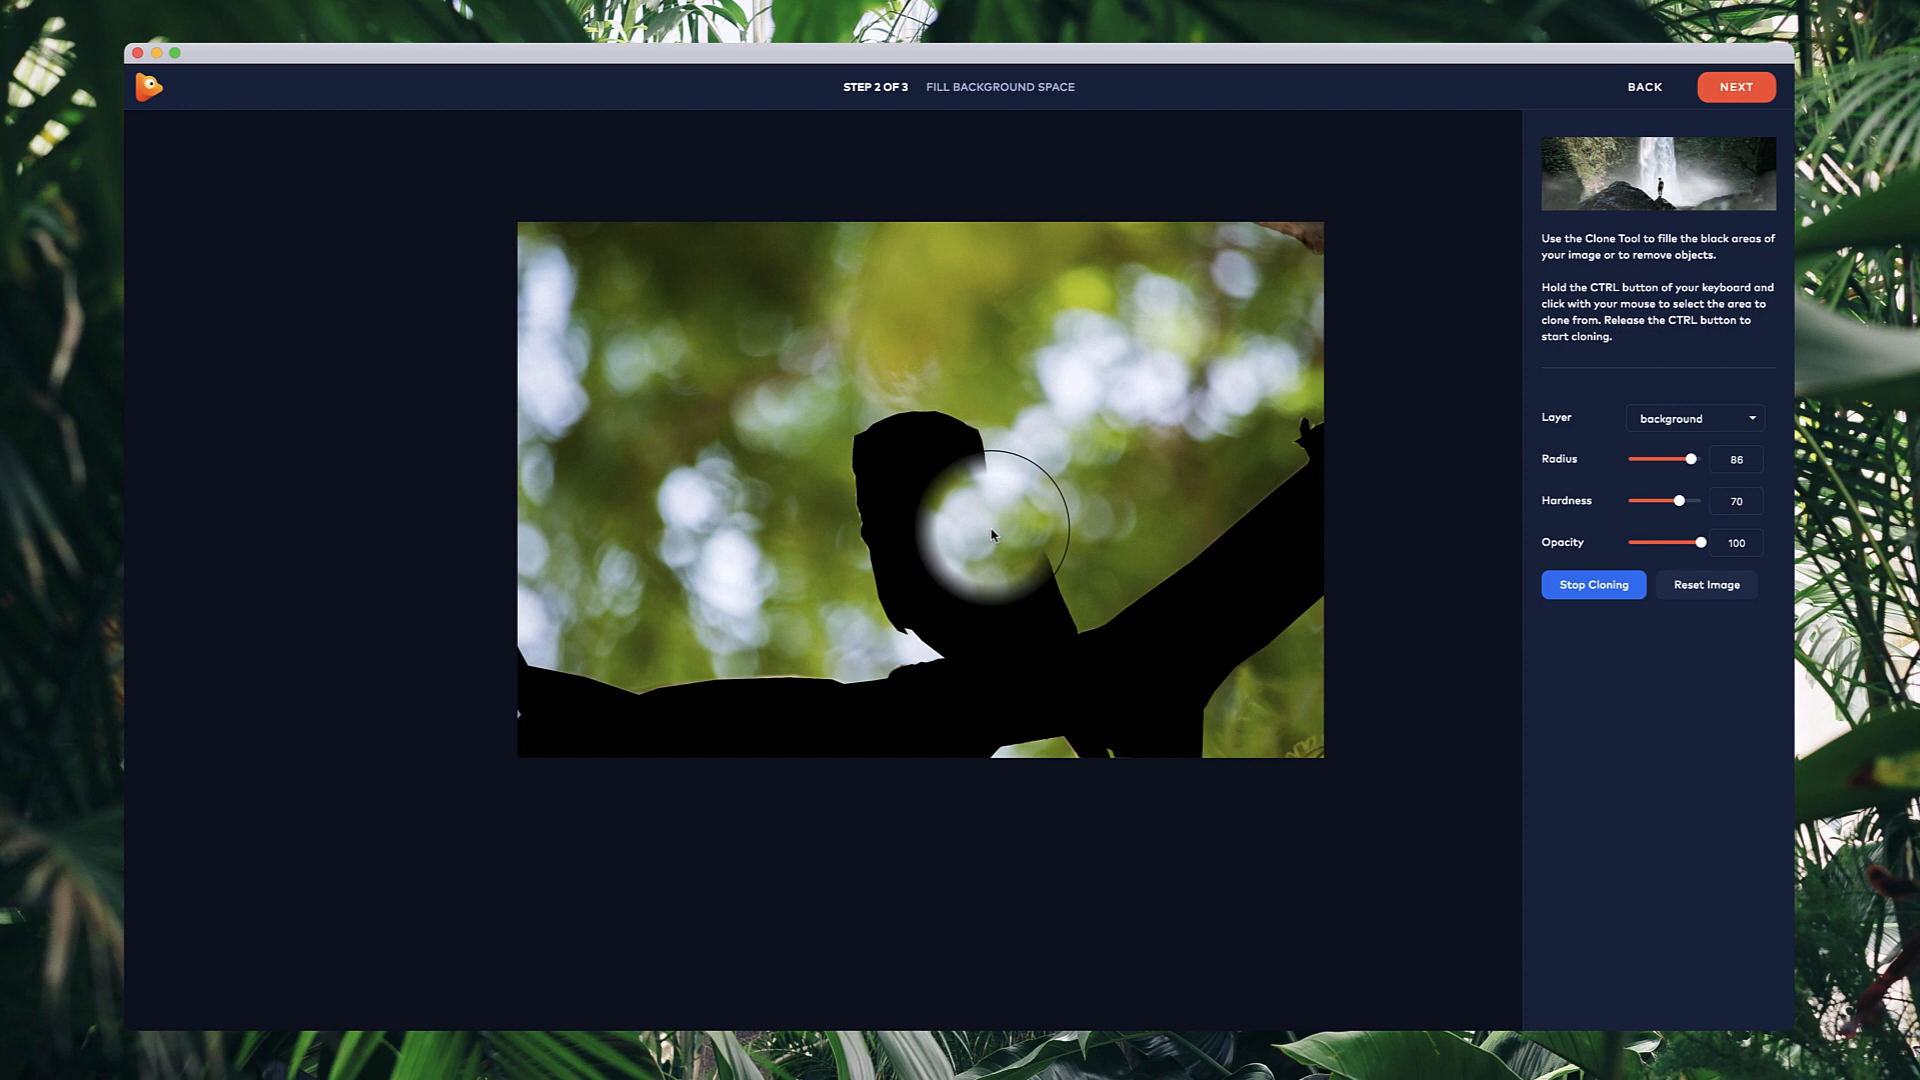 STEP 2 OF 3 FILL BACKGROUND SPACE
BACK
NEXT
Use the Clone Tool to fille the black areas of
your image or to remove objects.
Hold the CTRL button of your keyboard and
click with your mouse to select the area to
clone from. Release the CTRL button to
start cloning.
Layer background
Radius 86
Hardness 70
Opacity 100
Stop Cloning Reset Image